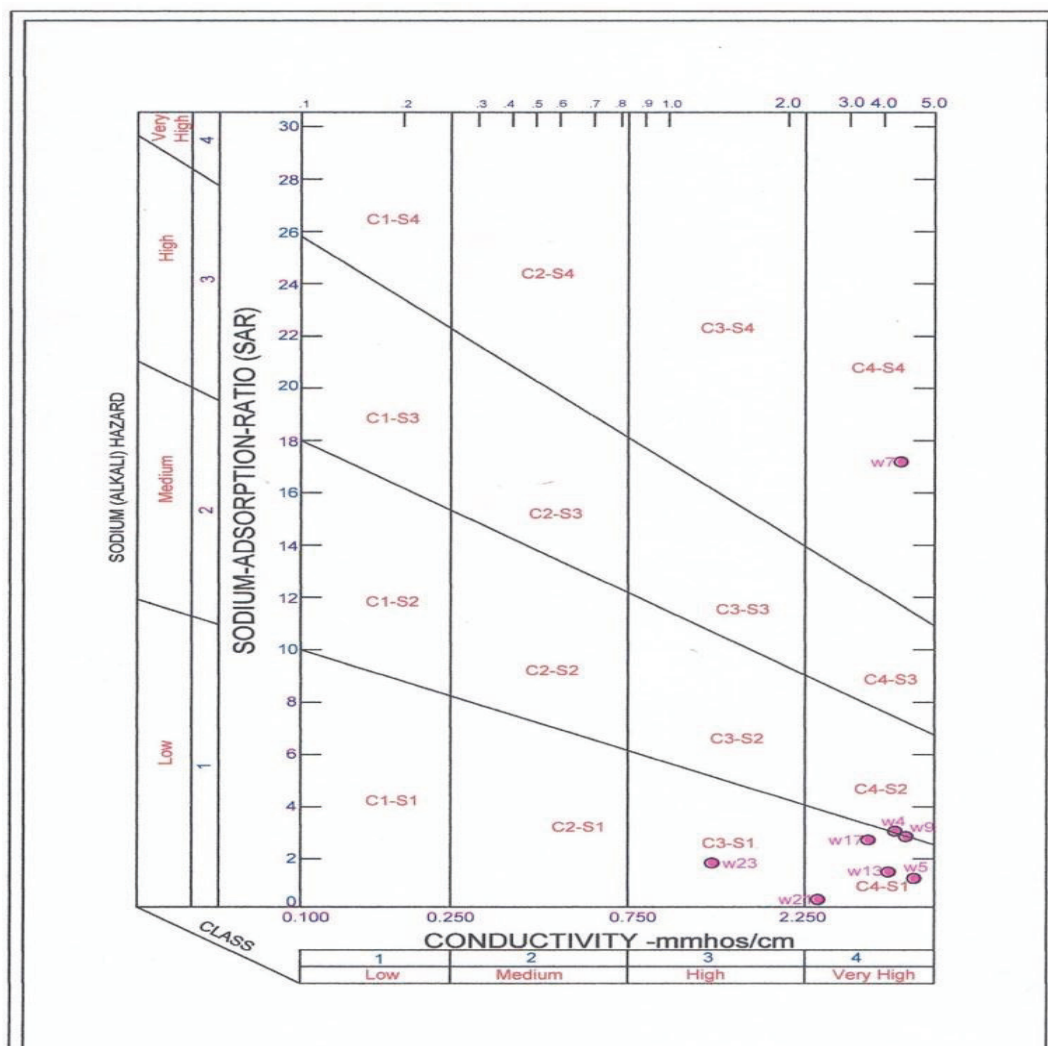 .1 .2 .3 .4 .5 .6 .7 .8 .9 1.0 2.0 3.0 4.0 5.0
Very High
4
High
3
Medium
2
Low
1
SODIUM (ALKALI) HAZARD
SODIUM-ADSORPTION-RATIO (SAR)
30
28
26
24
22
20
18
16
14
12
10
8
6
4
2
0
C1-S4
C2-S4
C3-S4
C4-S4
C1-S3
w7
C2-S3
C1-S2
C3-S3
C2-S2
C4-S3
C3-S2
C4-S2
C1-S1
C2-S1
w4 w9
C3-S1
w17
w23
w13 w5
C4-S1
0.100 0.250 0.750 2.250
CLASS
CONDUCTIVITY -mmhos/cm
1 2 3 4
Low Medium High Very High